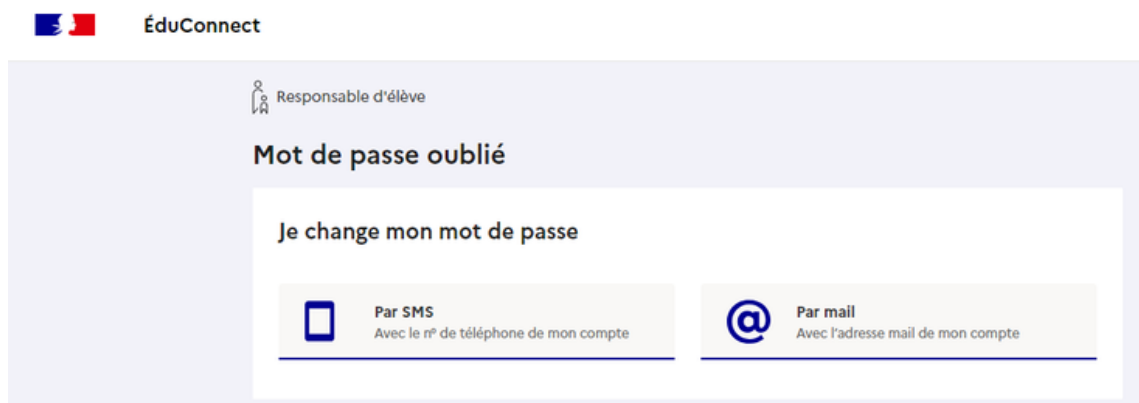 ÉduConnect
Responsable d'élève
Mot de passe oublié
Je change mon mot de passe
Par SMS
Avec le nº de téléphone de mon compte
@
Par mail
Avec l'adresse mail de mon compte